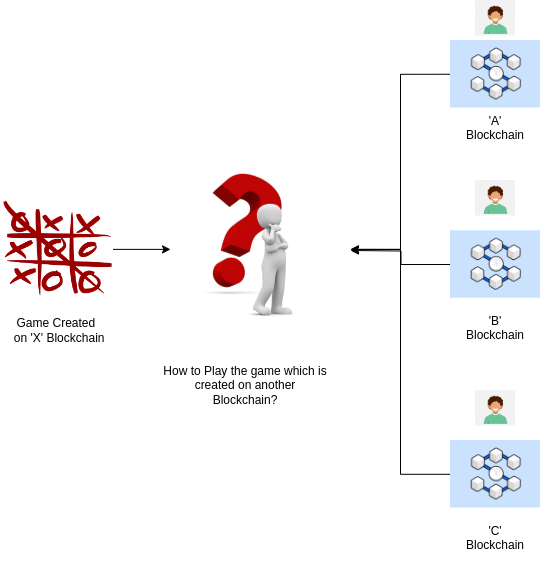 'A'
Blockchain
Game Created
on 'X' Blockchain
'B'
Blockchain
How to Play the game which is
created on another
Blockchain?
'C'
Blockchain